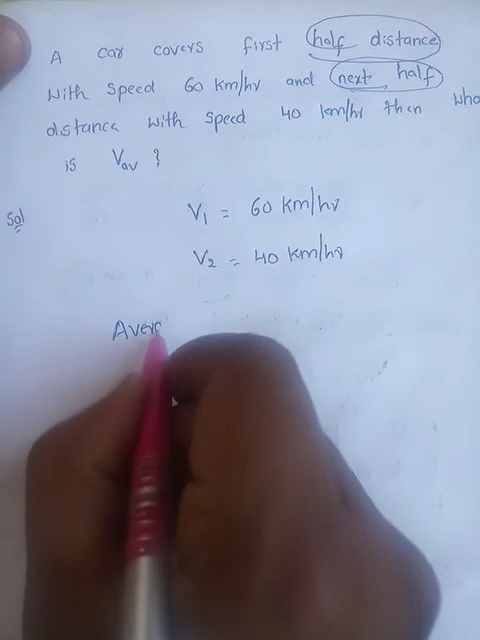 A car covers first half distance
with speed 60 km/hr and next half
distance with speed 40 km/hr then
is Vav ?
Sol
V1 = 60 km/hr
V2 = 40 km/hr
Aver